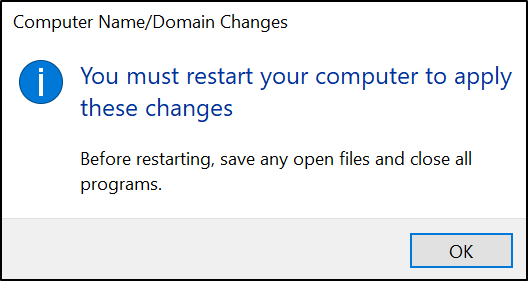 Computer Name/Domain Changes
You must restart your computer to apply
these changes
Before restarting, save any open files and close all
programs.
OK